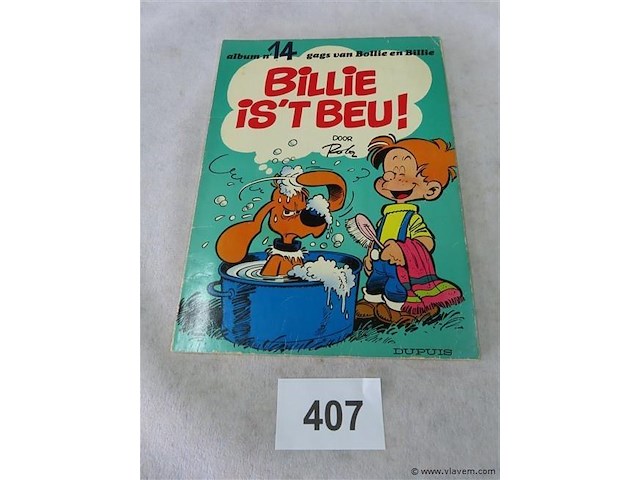 album n° 14 gags van Bollie en Billie
BILLIE
IS'T BEU!
DOOR
Roba
DUPUIS
407
© www.vlavem.com